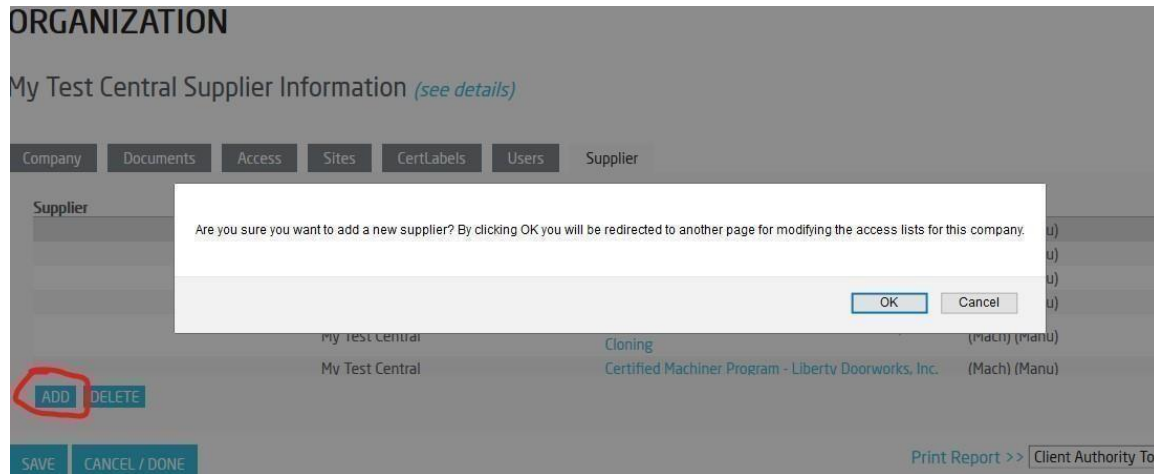 ORGANIZATION
My Test Central Supplier Information (see details)
Company Documents Access Sites CertLabels Users Supplier
Supplier
Are you sure you want to add a new supplier? By clicking OK you will be redirected to another page for modifying the access lists for this company.
u)
u)
u)
OK Cancel u)
My Test Central Cloning (Mach) (Manu)
My Test Central Certified Machiner Program - Liberty Doorworks, Inc. (Mach) (Manu)
ADD DELETE
SAVE CANCEL / DONE Print Report >> Client Authority To